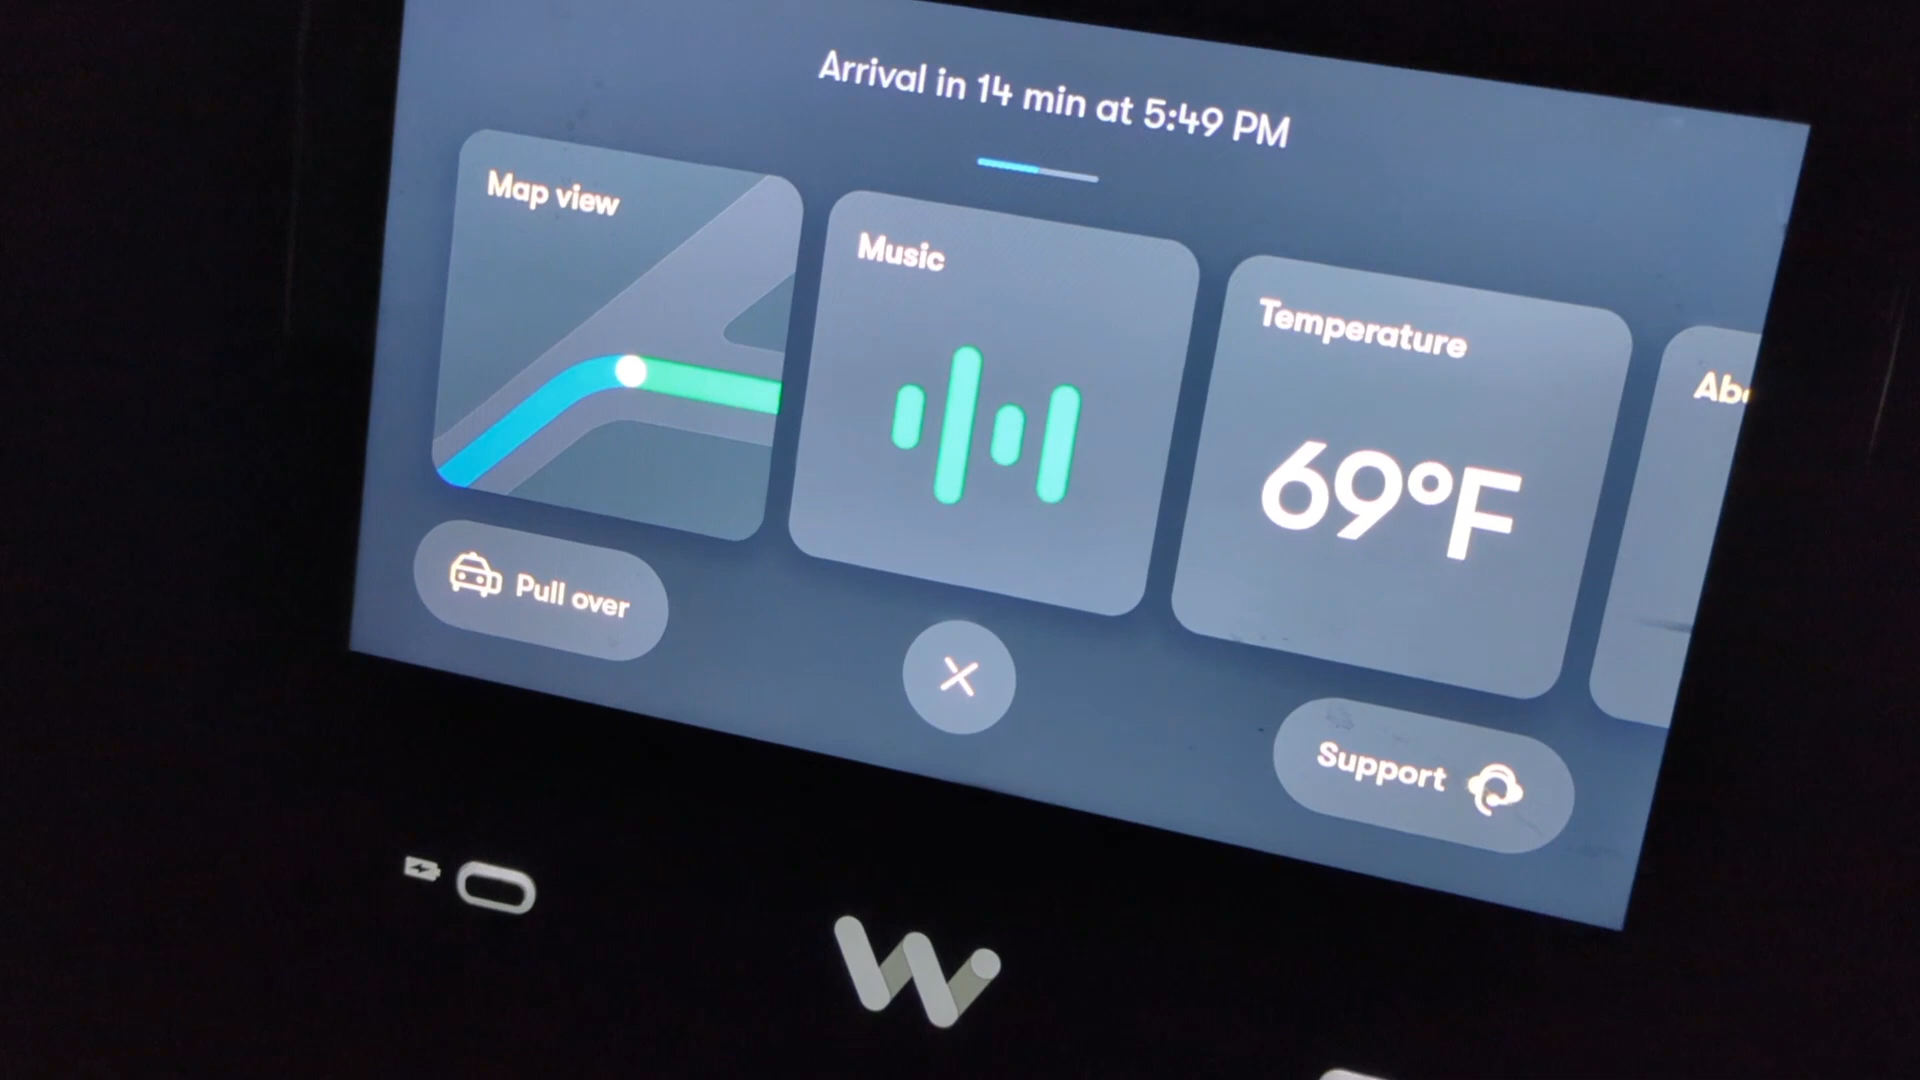 Arrival in 14 min at 5:49 PM
Map view
Music
Temperature
69°F
Pull over
Support